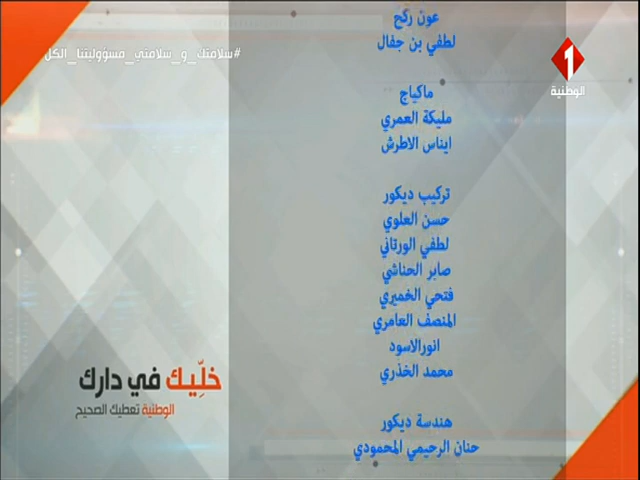 #سلامتك_و_سلامتي_مسؤوليتنا_الكل
1
الوطنية
عون ركح
لطفي بن جفال
ماكياج
مليكة العمري
ايناس الاطرش
تركيب ديكور
حسن العلوي
لطفي الورتاني
صابر الحناشي
فتحي الخميري
المنصف العامري
انورالاسود
محمد الخذري
هندسة ديكور
حنان الرحيمي المحمودي
خلِّيك في دارك
الوطنية تعطيك الصحيح